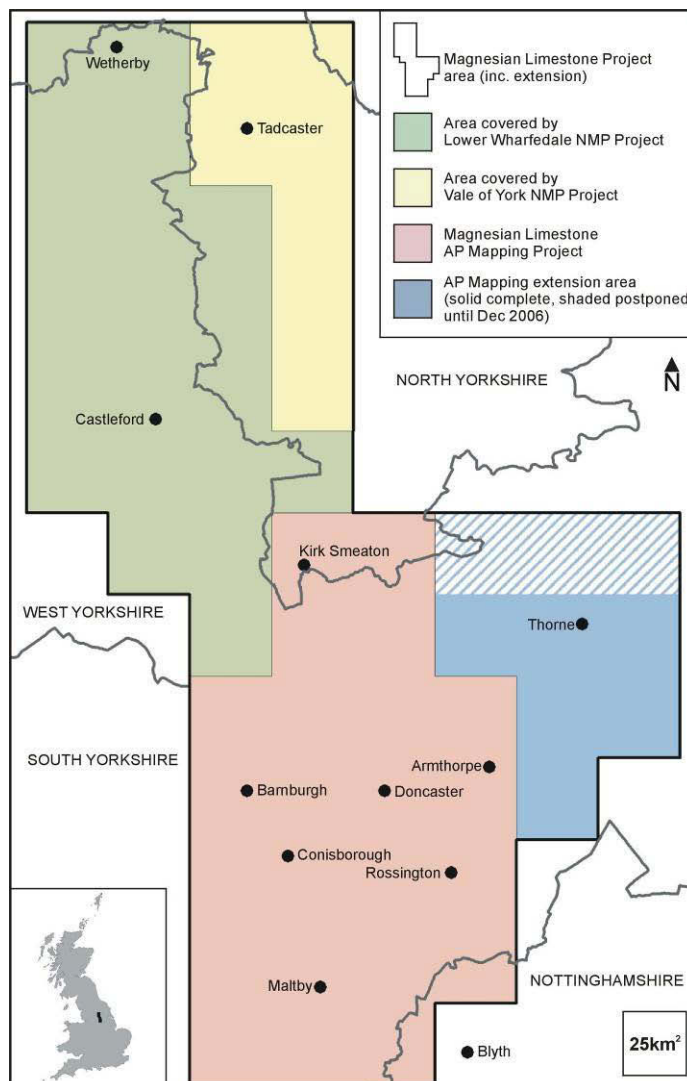 Wetherby
Tadcaster
Magnesian Limestone Project
area (inc. extension)
Area covered by
Lower Wharfedale NMP Project
Area covered by
Vale of York NMP Project
Magnesian Limestone
AP Mapping Project
AP Mapping extension area
(solid complete, shaded postponed
until Dec 2006)
NORTH YORKSHIRE
N
Castleford
Kirk Smeaton
WEST YORKSHIRE
Thorne
SOUTH YORKSHIRE
Armthorpe
Barnburgh
Doncaster
Conisborough
Rossington
Maltby
NOTTINGHAMSHIRE
Blyth
25km²